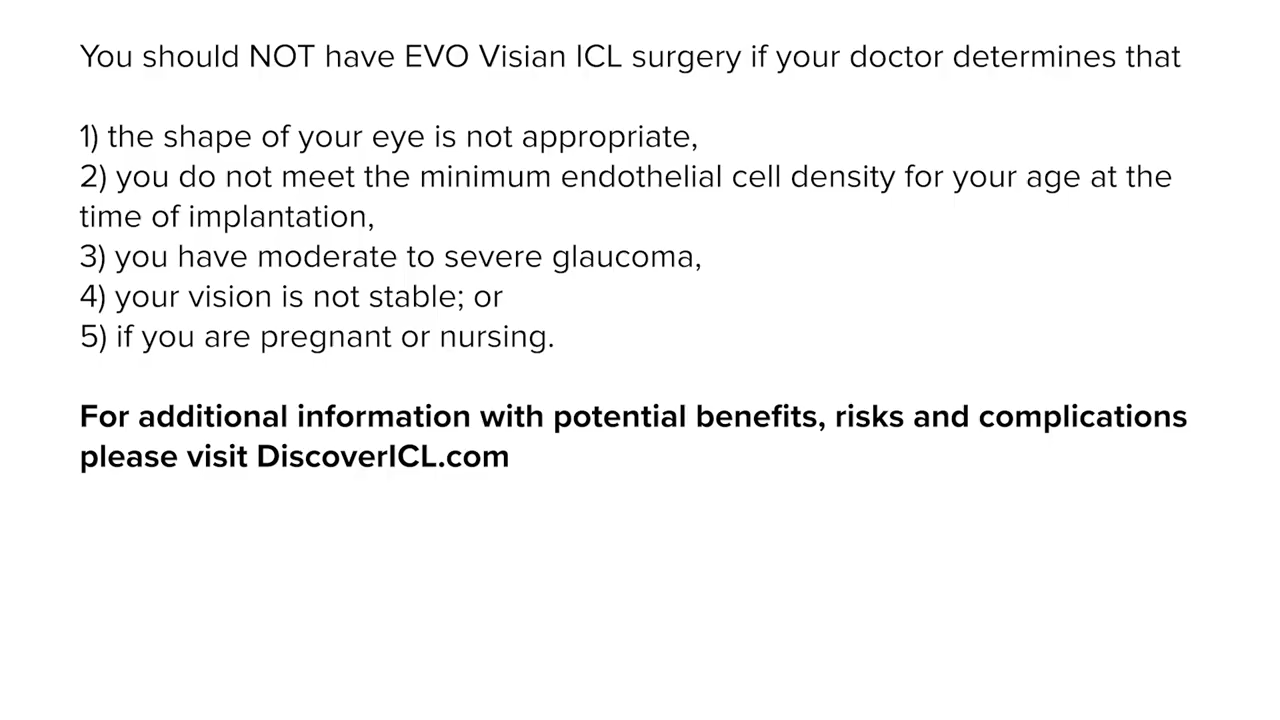 You should NOT have EVO Visian ICL surgery if your doctor determines that
1) the shape of your eye is not appropriate,
2) you do not meet the minimum endothelial cell density for your age at the
time of implantation,
3) you have moderate to severe glaucoma,
4) your vision is not stable; or
5) if you are pregnant or nursing.
For additional information with potential benefits, risks and complications
please visit DiscoverICL.com